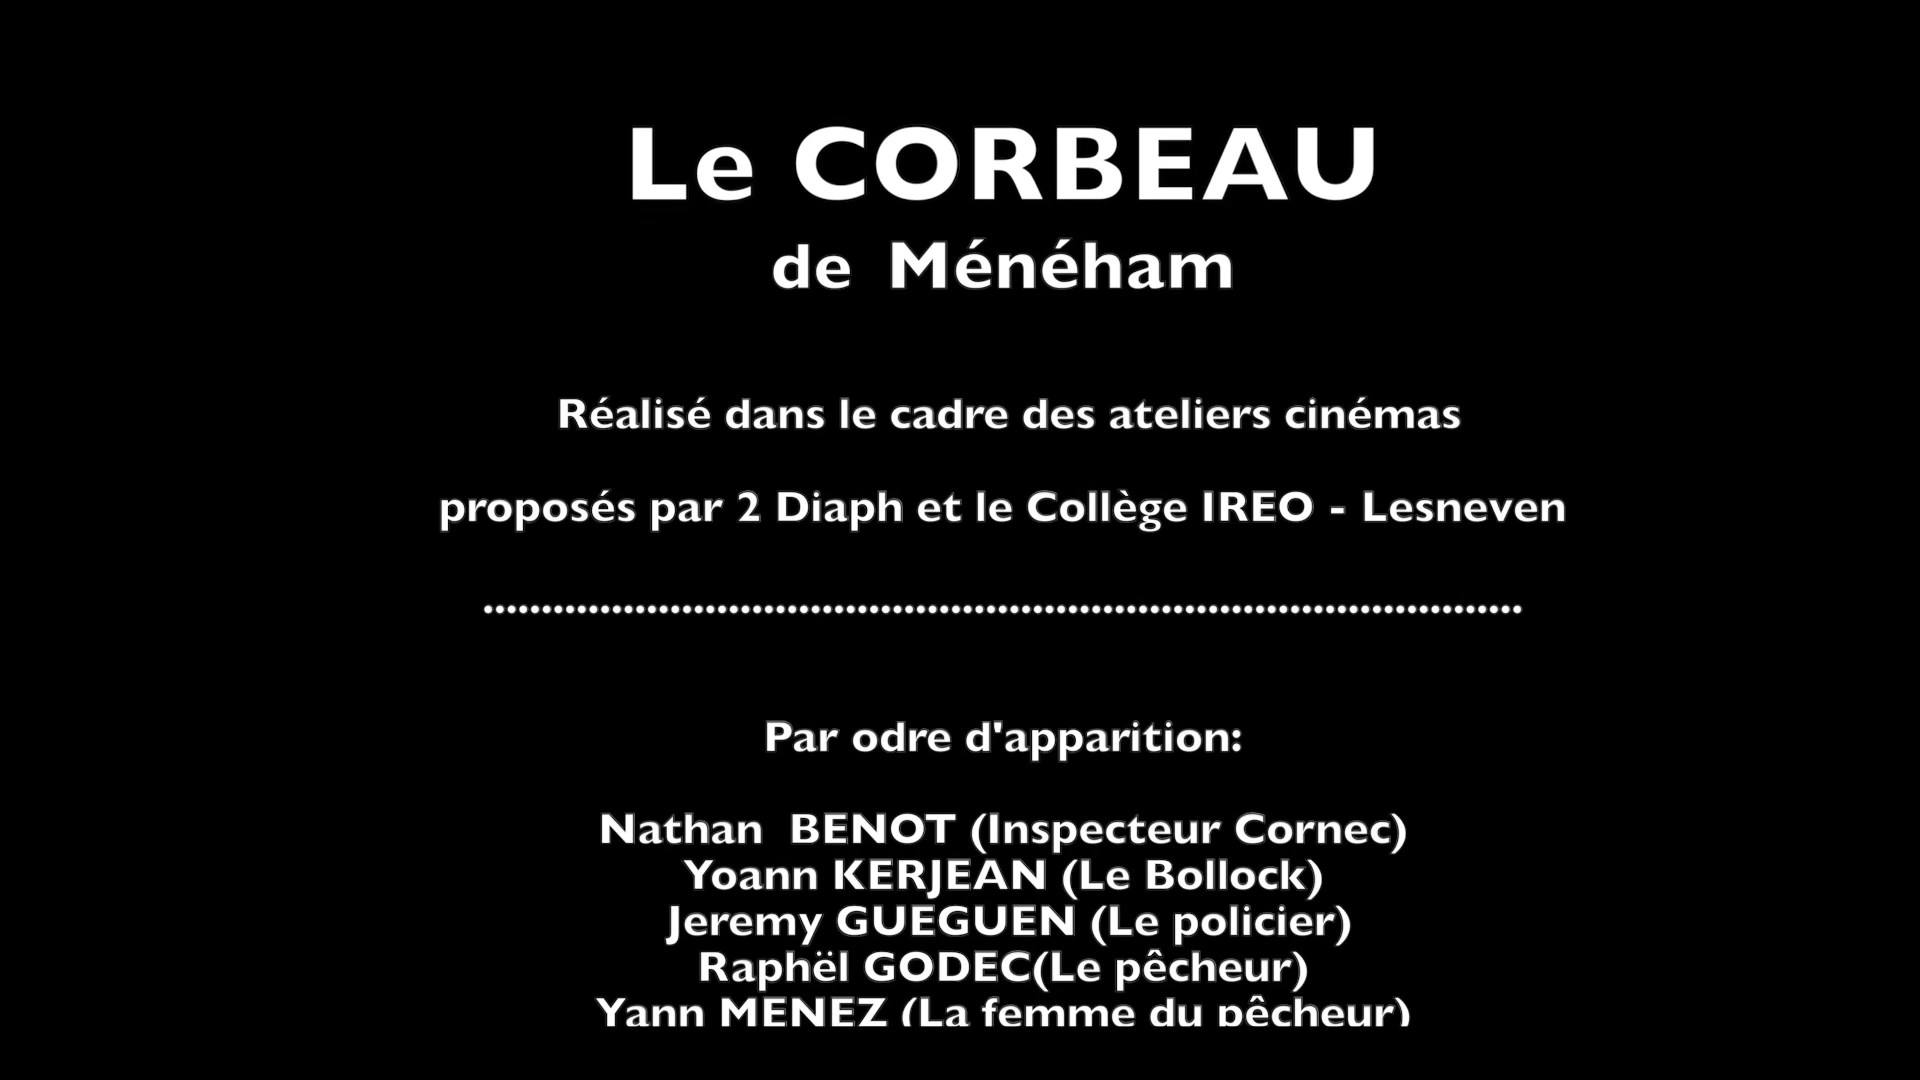 Le CORBEAU
de Ménéham
Réalisé dans le cadre des ateliers cinémas
proposés par 2 Diaph et le Collège IREO - Lesneven
..........................................................................................
Par odre d'apparition:
Nathan BENOT (Inspecteur Cornec)
Yoann KERJEAN (Le Bollock)
Jeremy GUEGUEN (Le policier)
Raphël GODEC(Le pêcheur)
Yann MENEZ (La femme du pêcheur)